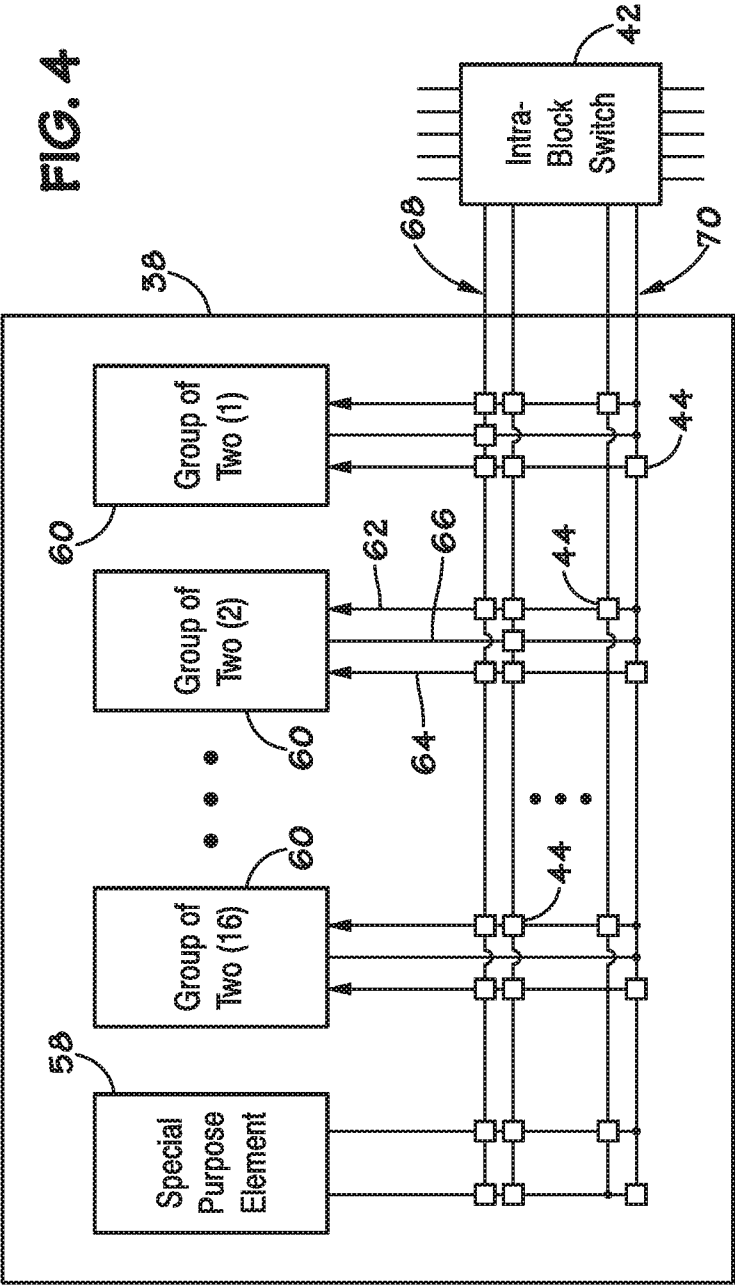 FIG. 4
58
60
38
Special
Purpose
Element
Group of
Two (16)
Group of
Two (2)
Group of
Two (1)
60
60
62
64
66
68
Intra-
Block
Switch
42
44
44
44
70